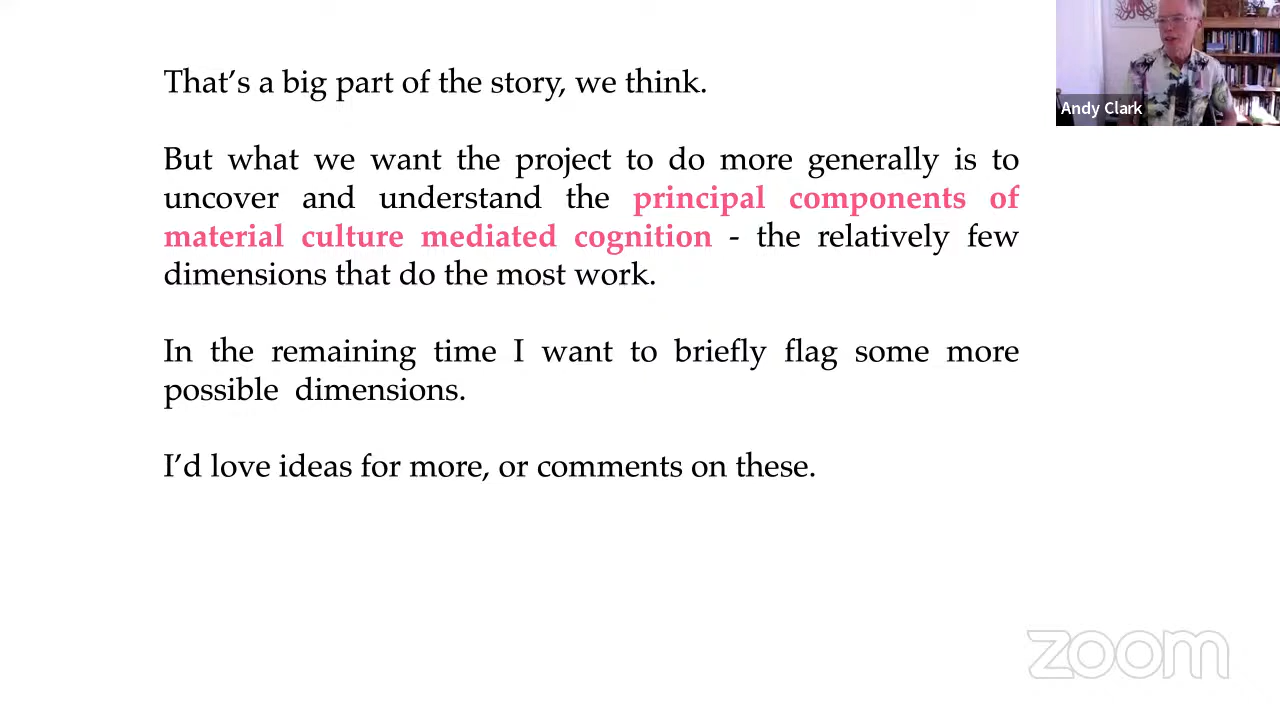 That's a big part of the story, we think.
But what we want the project to do more generally is to
uncover and understand the principal components of
material culture mediated cognition - the relatively few
dimensions that do the most work.
In the remaining time I want to briefly flag some more
possible dimensions.
I'd love ideas for more, or comments on these.
Andy Clark
zoom